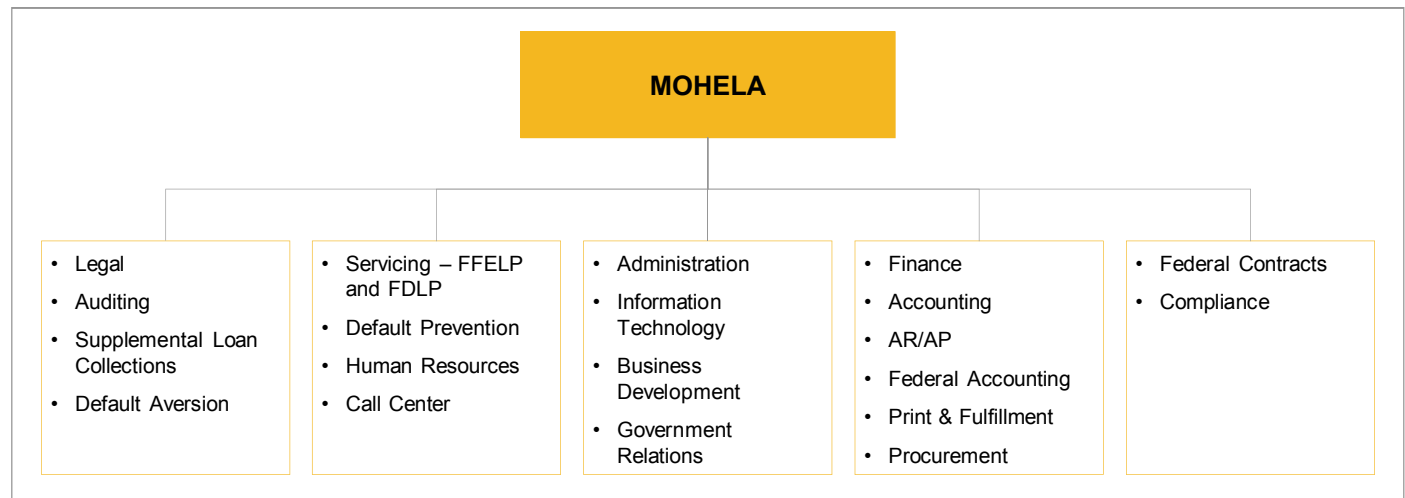 MOHELA
• Legal
• Auditing
• Supplemental Loan
Collections
• Default Aversion
• Servicing – FFELP
and FDLP
• Default Prevention
• Human Resources
• Call Center
• Administration
• Information
Technology
• Business
Development
• Government
Relations
• Finance
• Accounting
• AR/AP
• Federal Accounting
• Print & Fulfillment
• Procurement
• Federal Contracts
• Compliance